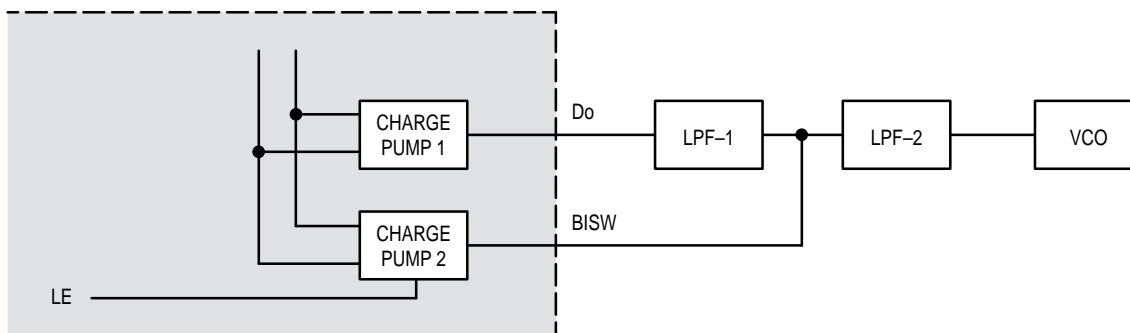 Do
CHARGE
PUMP 1
LPF–1
LPF–2
VCO
BISW
CHARGE
PUMP 2
LE